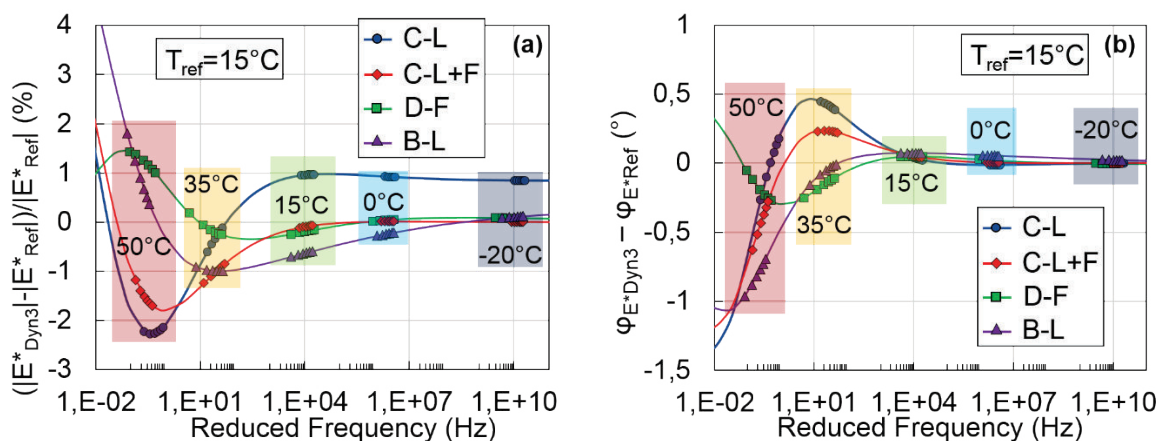 (a)
T_ref=15°C
C-L
C-L+F
D-F
B-L
50°C
35°C
15°C
0°C
-20°C
4
3
2
1
0
-1
-2
-3
(|E*_Dyn3|-|E*_Ref|)/|E*_Ref| (%)
1,E-02 1,E+01 1,E+04 1,E+07 1,E+10
Reduced Frequency (Hz)
(b)
T_ref=15°C
50°C
35°C
15°C
0°C
-20°C
C-L
C-L+F
D-F
B-L
1
0,5
0
-0,5
-1
-1,5
φ_E*Dyn3 – φ_E*Ref (°)
1,E-02 1,E+01 1,E+04 1,E+07 1,E+10
Reduced Frequency (Hz)